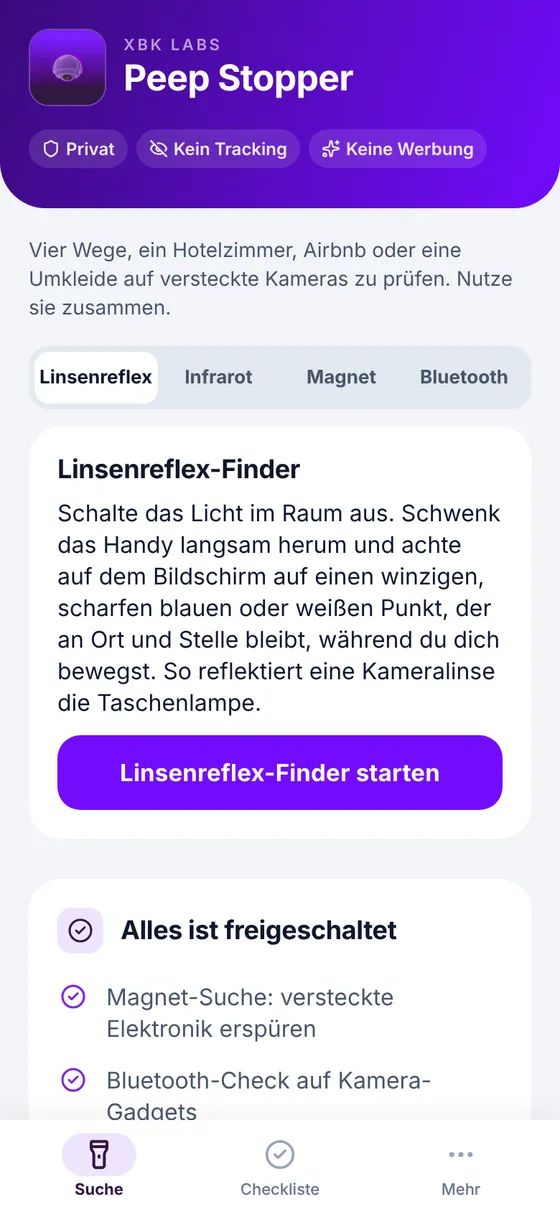 XBK LABS
Peep Stopper
Privat
Kein Tracking
Keine Werbung
Vier Wege, ein Hotelzimmer, Airbnb oder eine
Umkleide auf versteckte Kameras zu prüfen. Nutze
sie zusammen.
Linsenreflex
Infrarot
Magnet
Bluetooth
Linsenreflex-Finder
Schalte das Licht im Raum aus. Schwenk
das Handy langsam herum und achte
auf dem Bildschirm auf einen winzigen,
scharfen blauen oder weißen Punkt, der
an Ort und Stelle bleibt, während du dich
bewegst. So reflektiert eine Kameralinse
die Taschenlampe.
Linsenreflex-Finder starten
Alles ist freigeschaltet
Magnet-Suche: versteckte
Elektronik erspüren
Bluetooth-Check auf Kamera-
Gadgets
Suche
Checkliste
Mehr